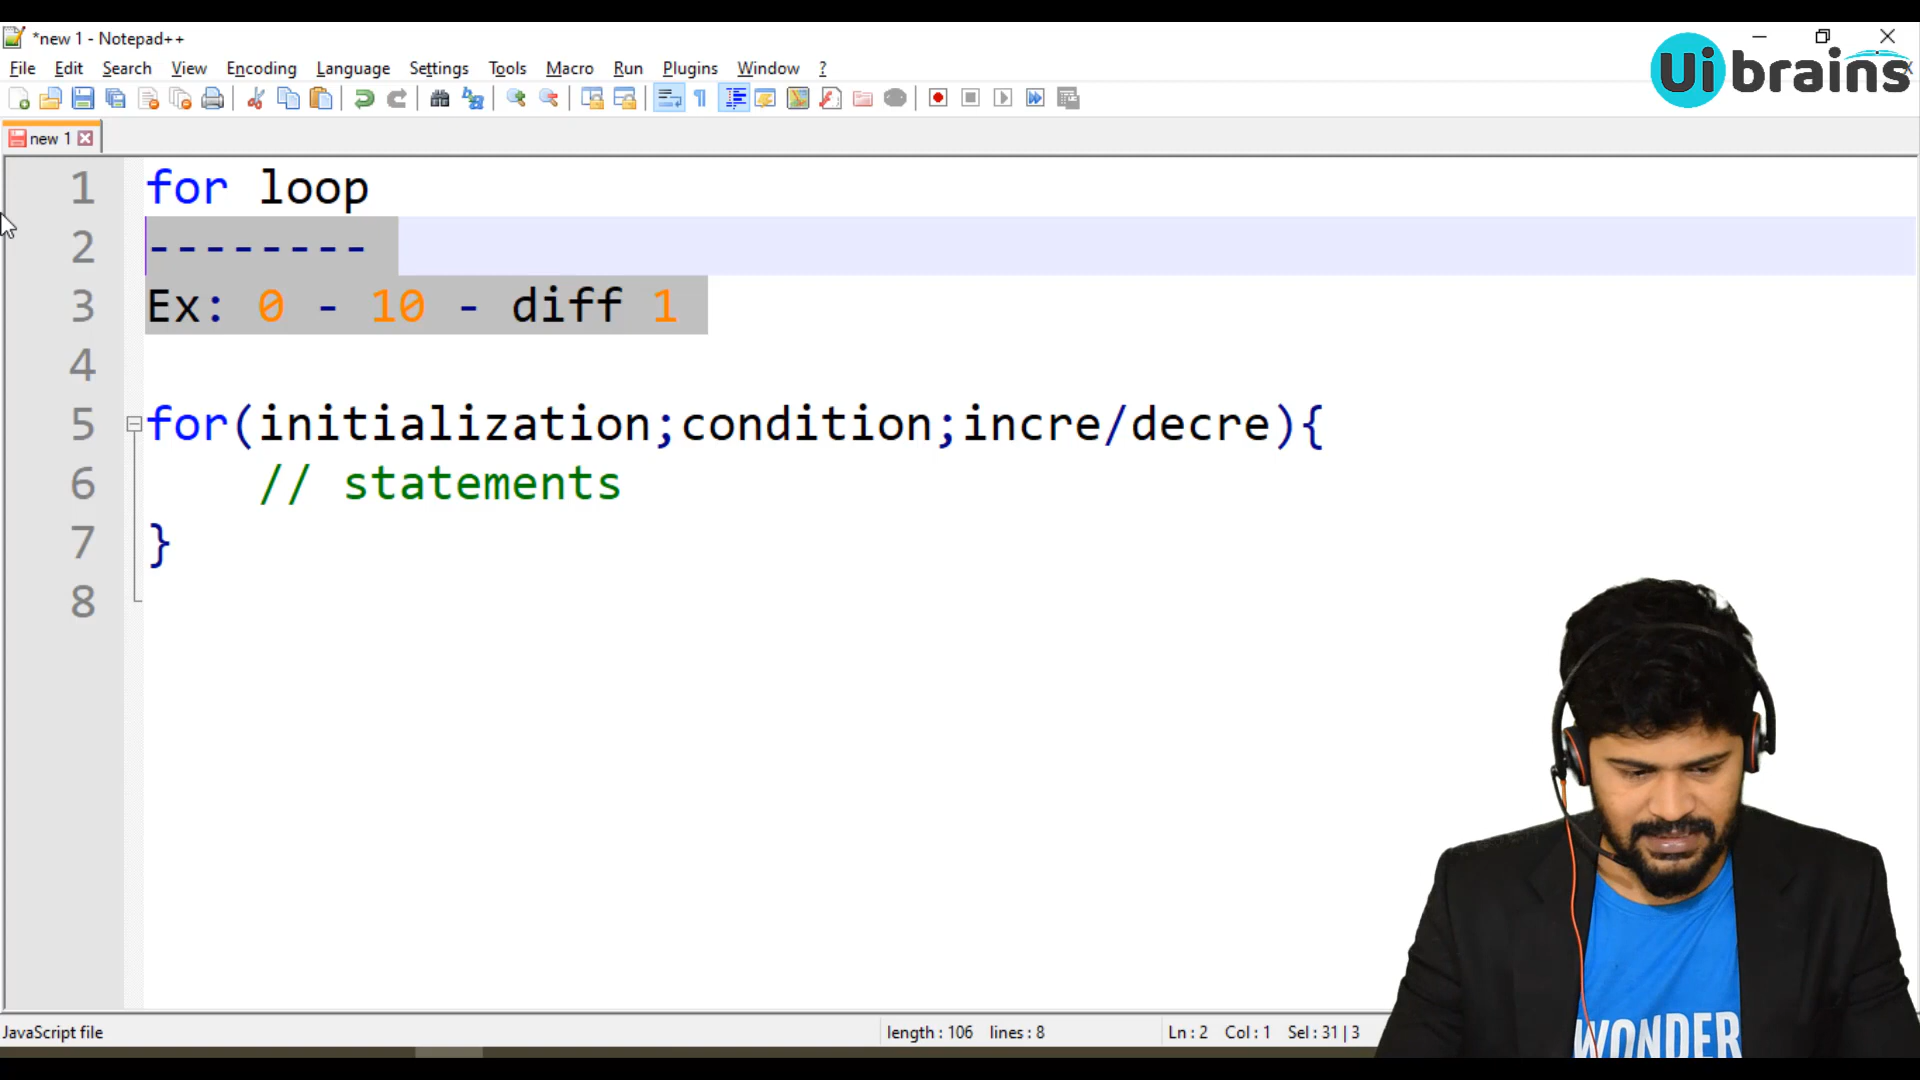 *new 1 - Notepad++
Ui brains
File Edit Search View Encoding Language Settings Tools Macro Run Plugins Window ?
new 1
1 for loop
2 --------
3 Ex: 0 - 10 - diff 1
4
5 for(initialization;condition;incre/decre){
6 // statements
7 }
8
WONDER
JavaScript file length : 106 lines : 8 Ln : 2 Col : 1 Sel : 31 | 3